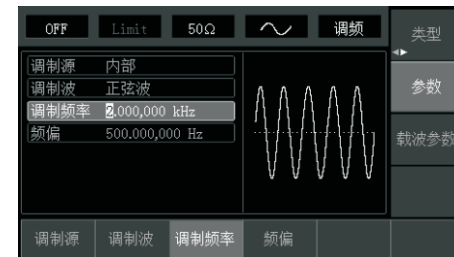 OFF Limit 50Ω 调频 类型
调制源 内部
调制波 正弦波
调制频率 2.000,000 kHz
频偏 500.000,000 Hz
参数
载波参数
调制源 调制波 调制频率 频偏